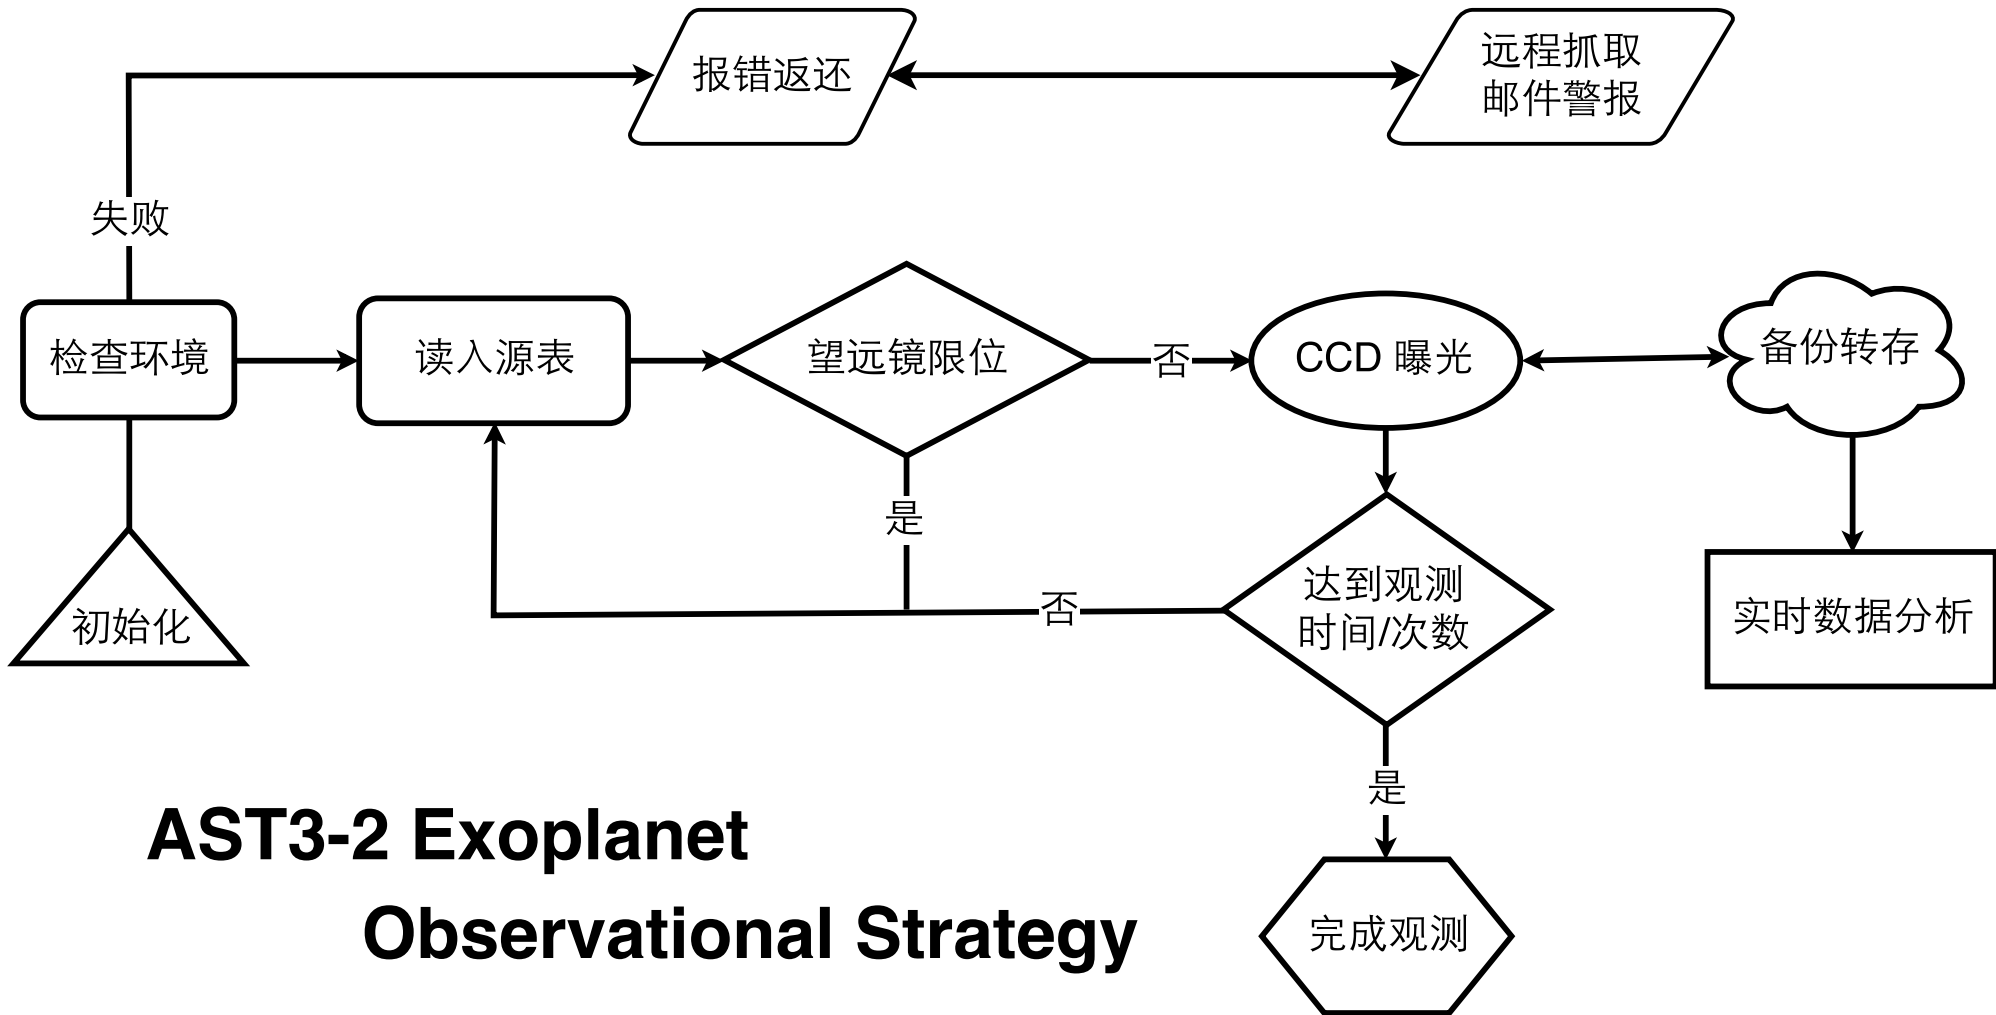 报错返还
远程抓取
邮件警报
失败
检查环境
读入源表
望远镜限位
否
CCD 曝光
备份转存
是
初始化
否
达到观测
时间/次数
实时数据分析
是
AST3-2 Exoplanet
Observational Strategy
完成观测